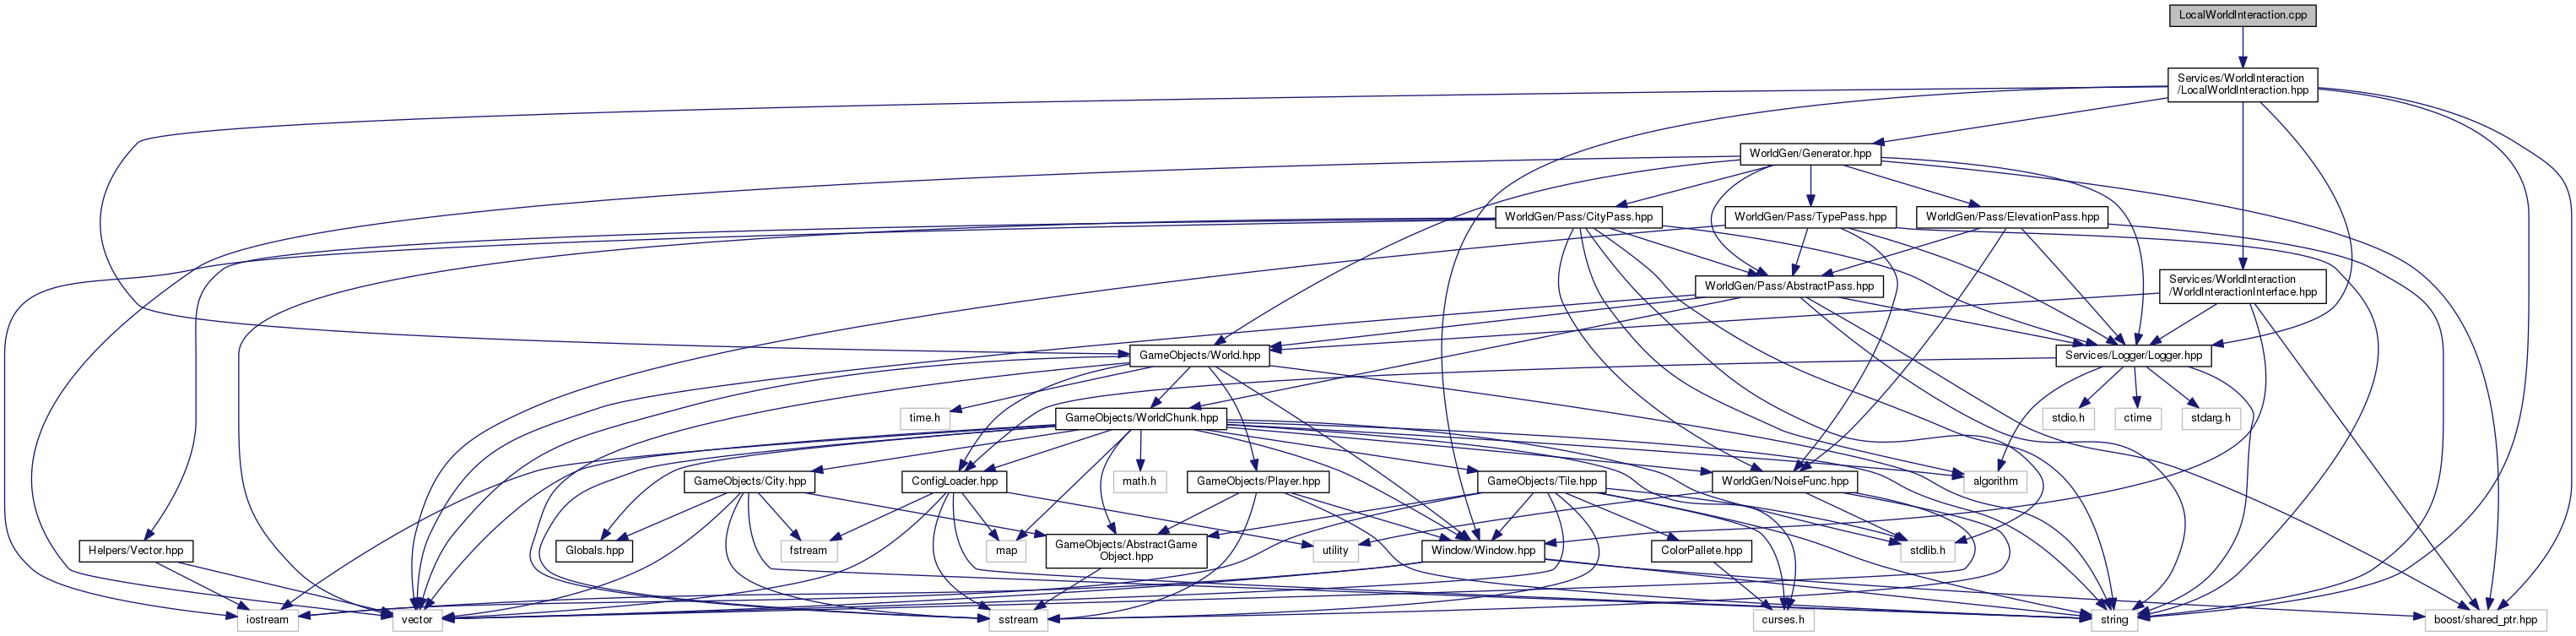 LocalWorldInteraction.cpp
Services/WorldInteraction
/LocalWorldInteraction.hpp
WorldGen/Generator.hpp
WorldGen/Pass/CityPass.hpp
WorldGen/Pass/TypePass.hpp
WorldGen/Pass/ElevationPass.hpp
WorldGen/Pass/AbstractPass.hpp
Services/WorldInteraction
/WorldInteractionInterface.hpp
GameObjects/World.hpp
Services/Logger/Logger.hpp
time.h
GameObjects/WorldChunk.hpp
stdio.h
ctime
stdarg.h
GameObjects/City.hpp
ConfigLoader.hpp
math.h
GameObjects/Player.hpp
GameObjects/Tile.hpp
WorldGen/NoiseFunc.hpp
algorithm
Helpers/Vector.hpp
Globals.hpp
fstream
map
GameObjects/AbstractGame
Object.hpp
utility
Window/Window.hpp
ColorPallete.hpp
stdlib.h
iostream
vector
sstream
curses.h
string
boost/shared_ptr.hpp